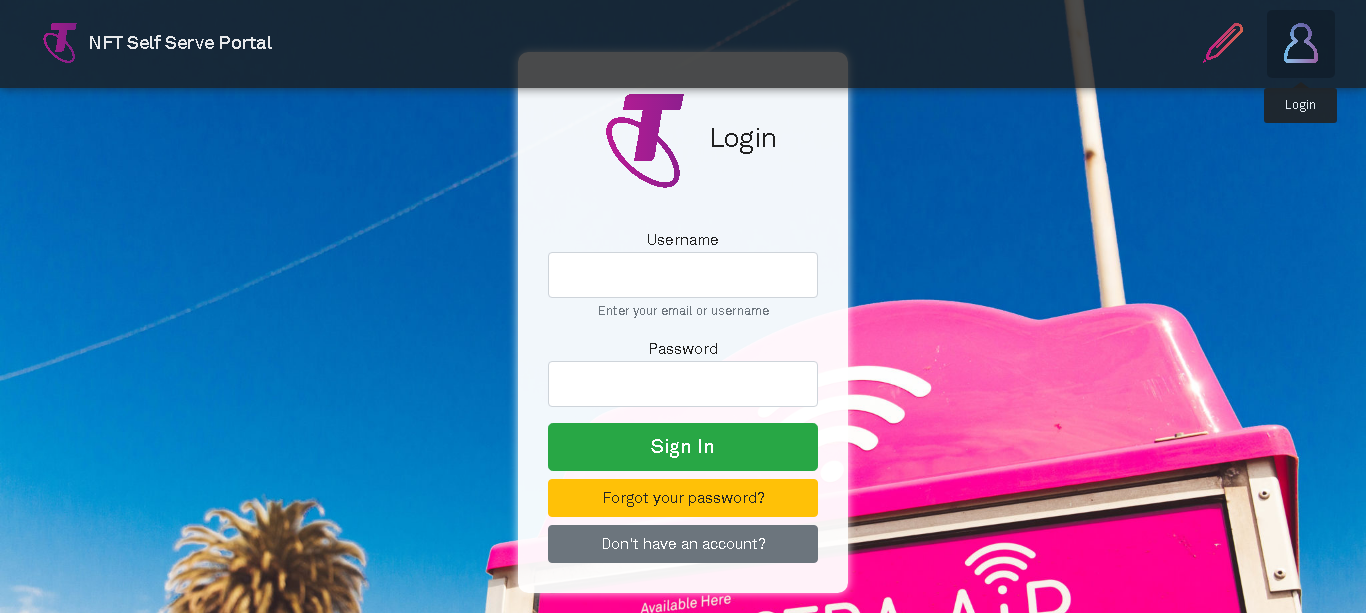 NFT Self Serve Portal
Login
Login
Username
Enter your email or username
Password
Sign In
Forgot your password?
Don't have an account?
Available Here
AiR